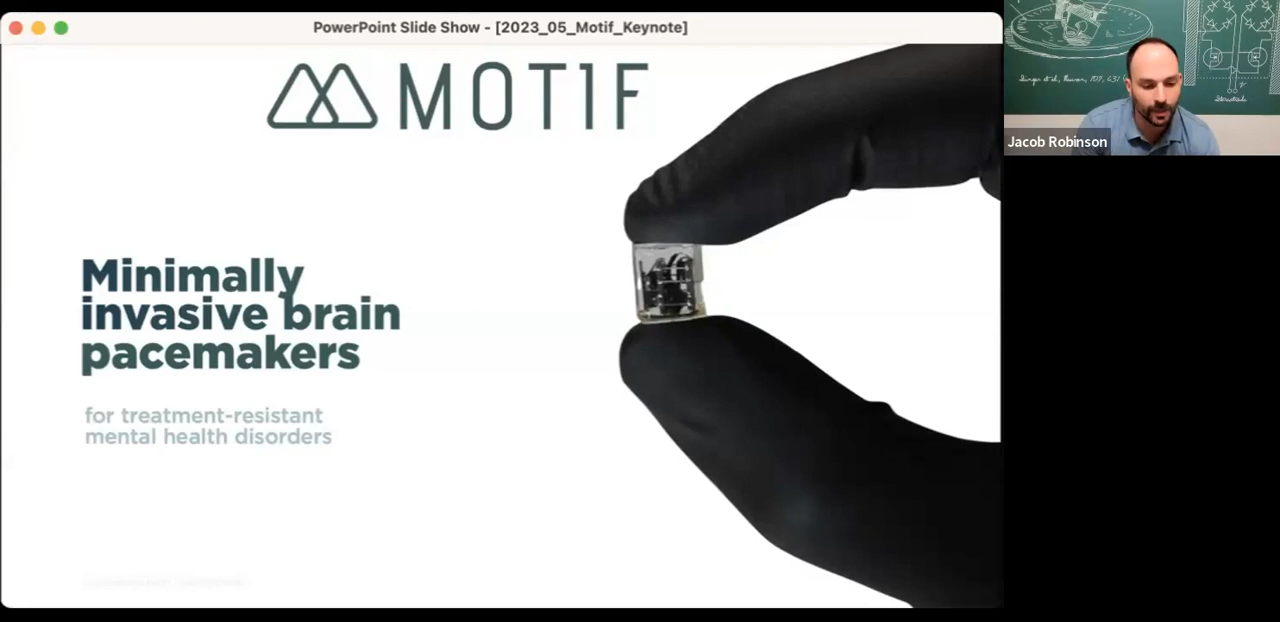 PowerPoint Slide Show - [2023_05_Motif_Keynote]
MOTIF
Minimally
invasive brain
pacemakers
for treatment-resistant
mental health disorders
Jacob Robinson